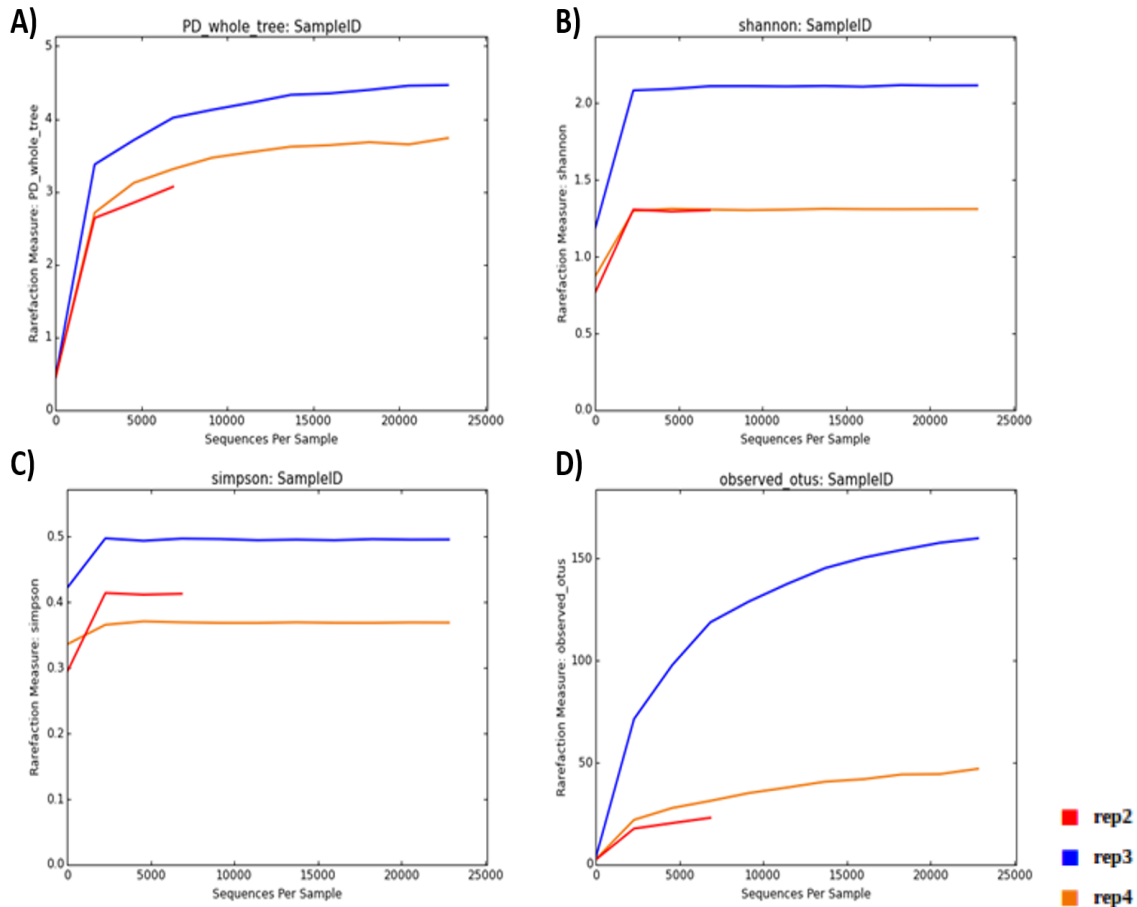 A)
PD_whole_tree: SampleID
Rarefaction Measure: PD_whole_tree
5
4
3
2
1
0
0 5000 10000 15000 20000 25000
Sequences Per Sample
B)
shannon: SampleID
Rarefaction Measure: shannon
2.0
1.5
1.0
0.5
0.0
0 5000 10000 15000 20000 25000
Sequences Per Sample
C)
simpson: SampleID
Rarefaction Measure: simpson
0.5
0.4
0.3
0.2
0.1
0.0
0 5000 10000 15000 20000 25000
Sequences Per Sample
D)
observed_otus: SampleID
Rarefaction Measure: observed_otus
150
100
50
0
0 5000 10000 15000 20000 25000
Sequences Per Sample
rep2
rep3
rep4